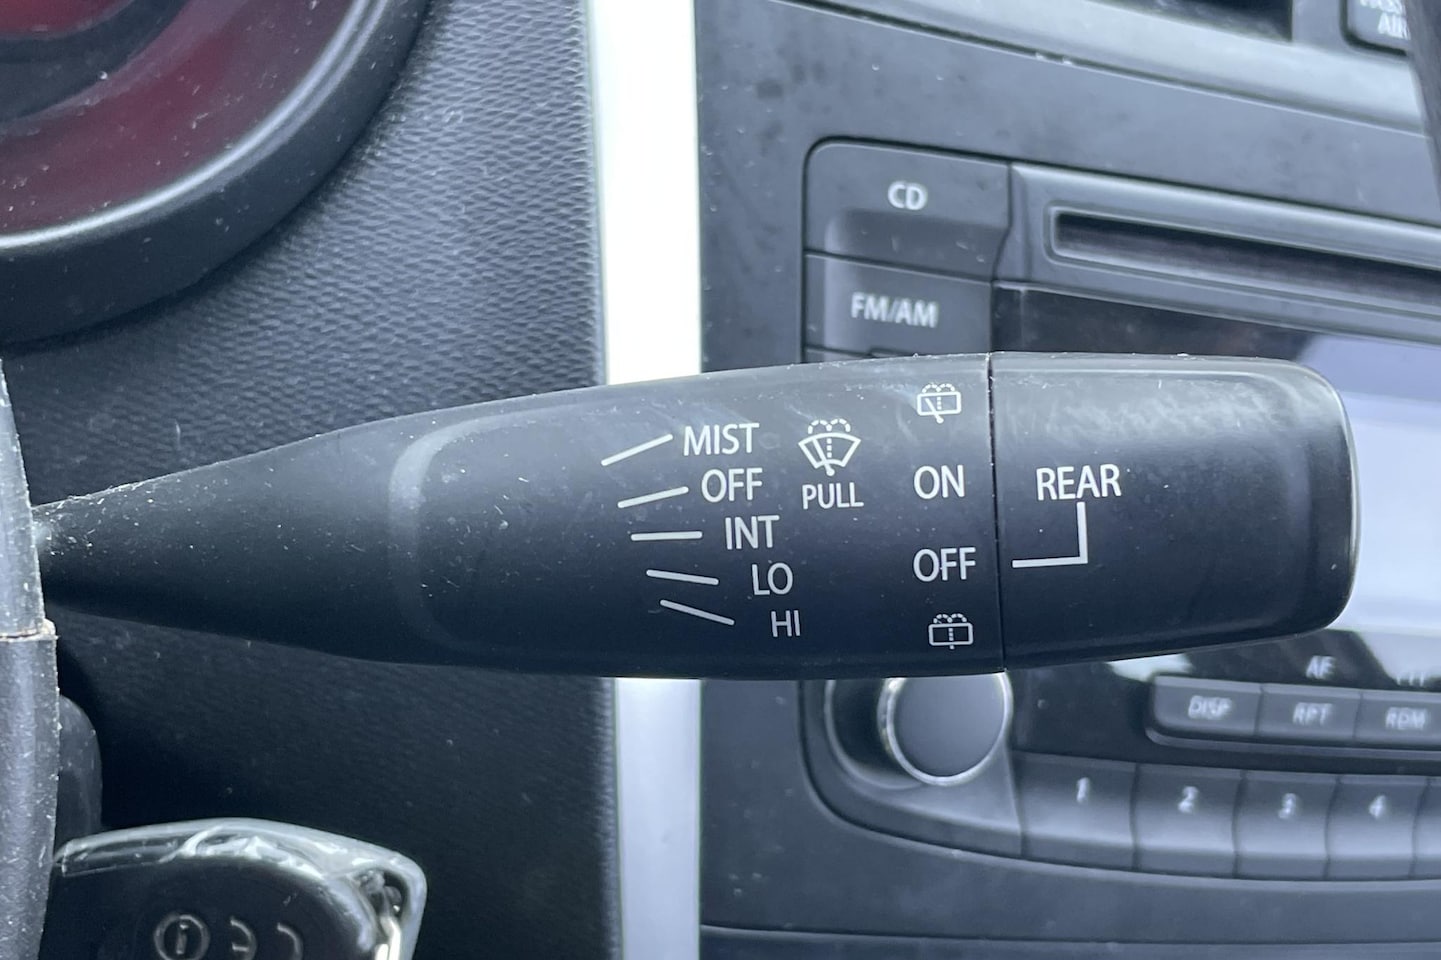 CD
FM/AM
MIST
OFF
INT
LO
HI
PULL
ON
OFF
REAR
AF
DISP
RPT
RDM
1
2
3
4